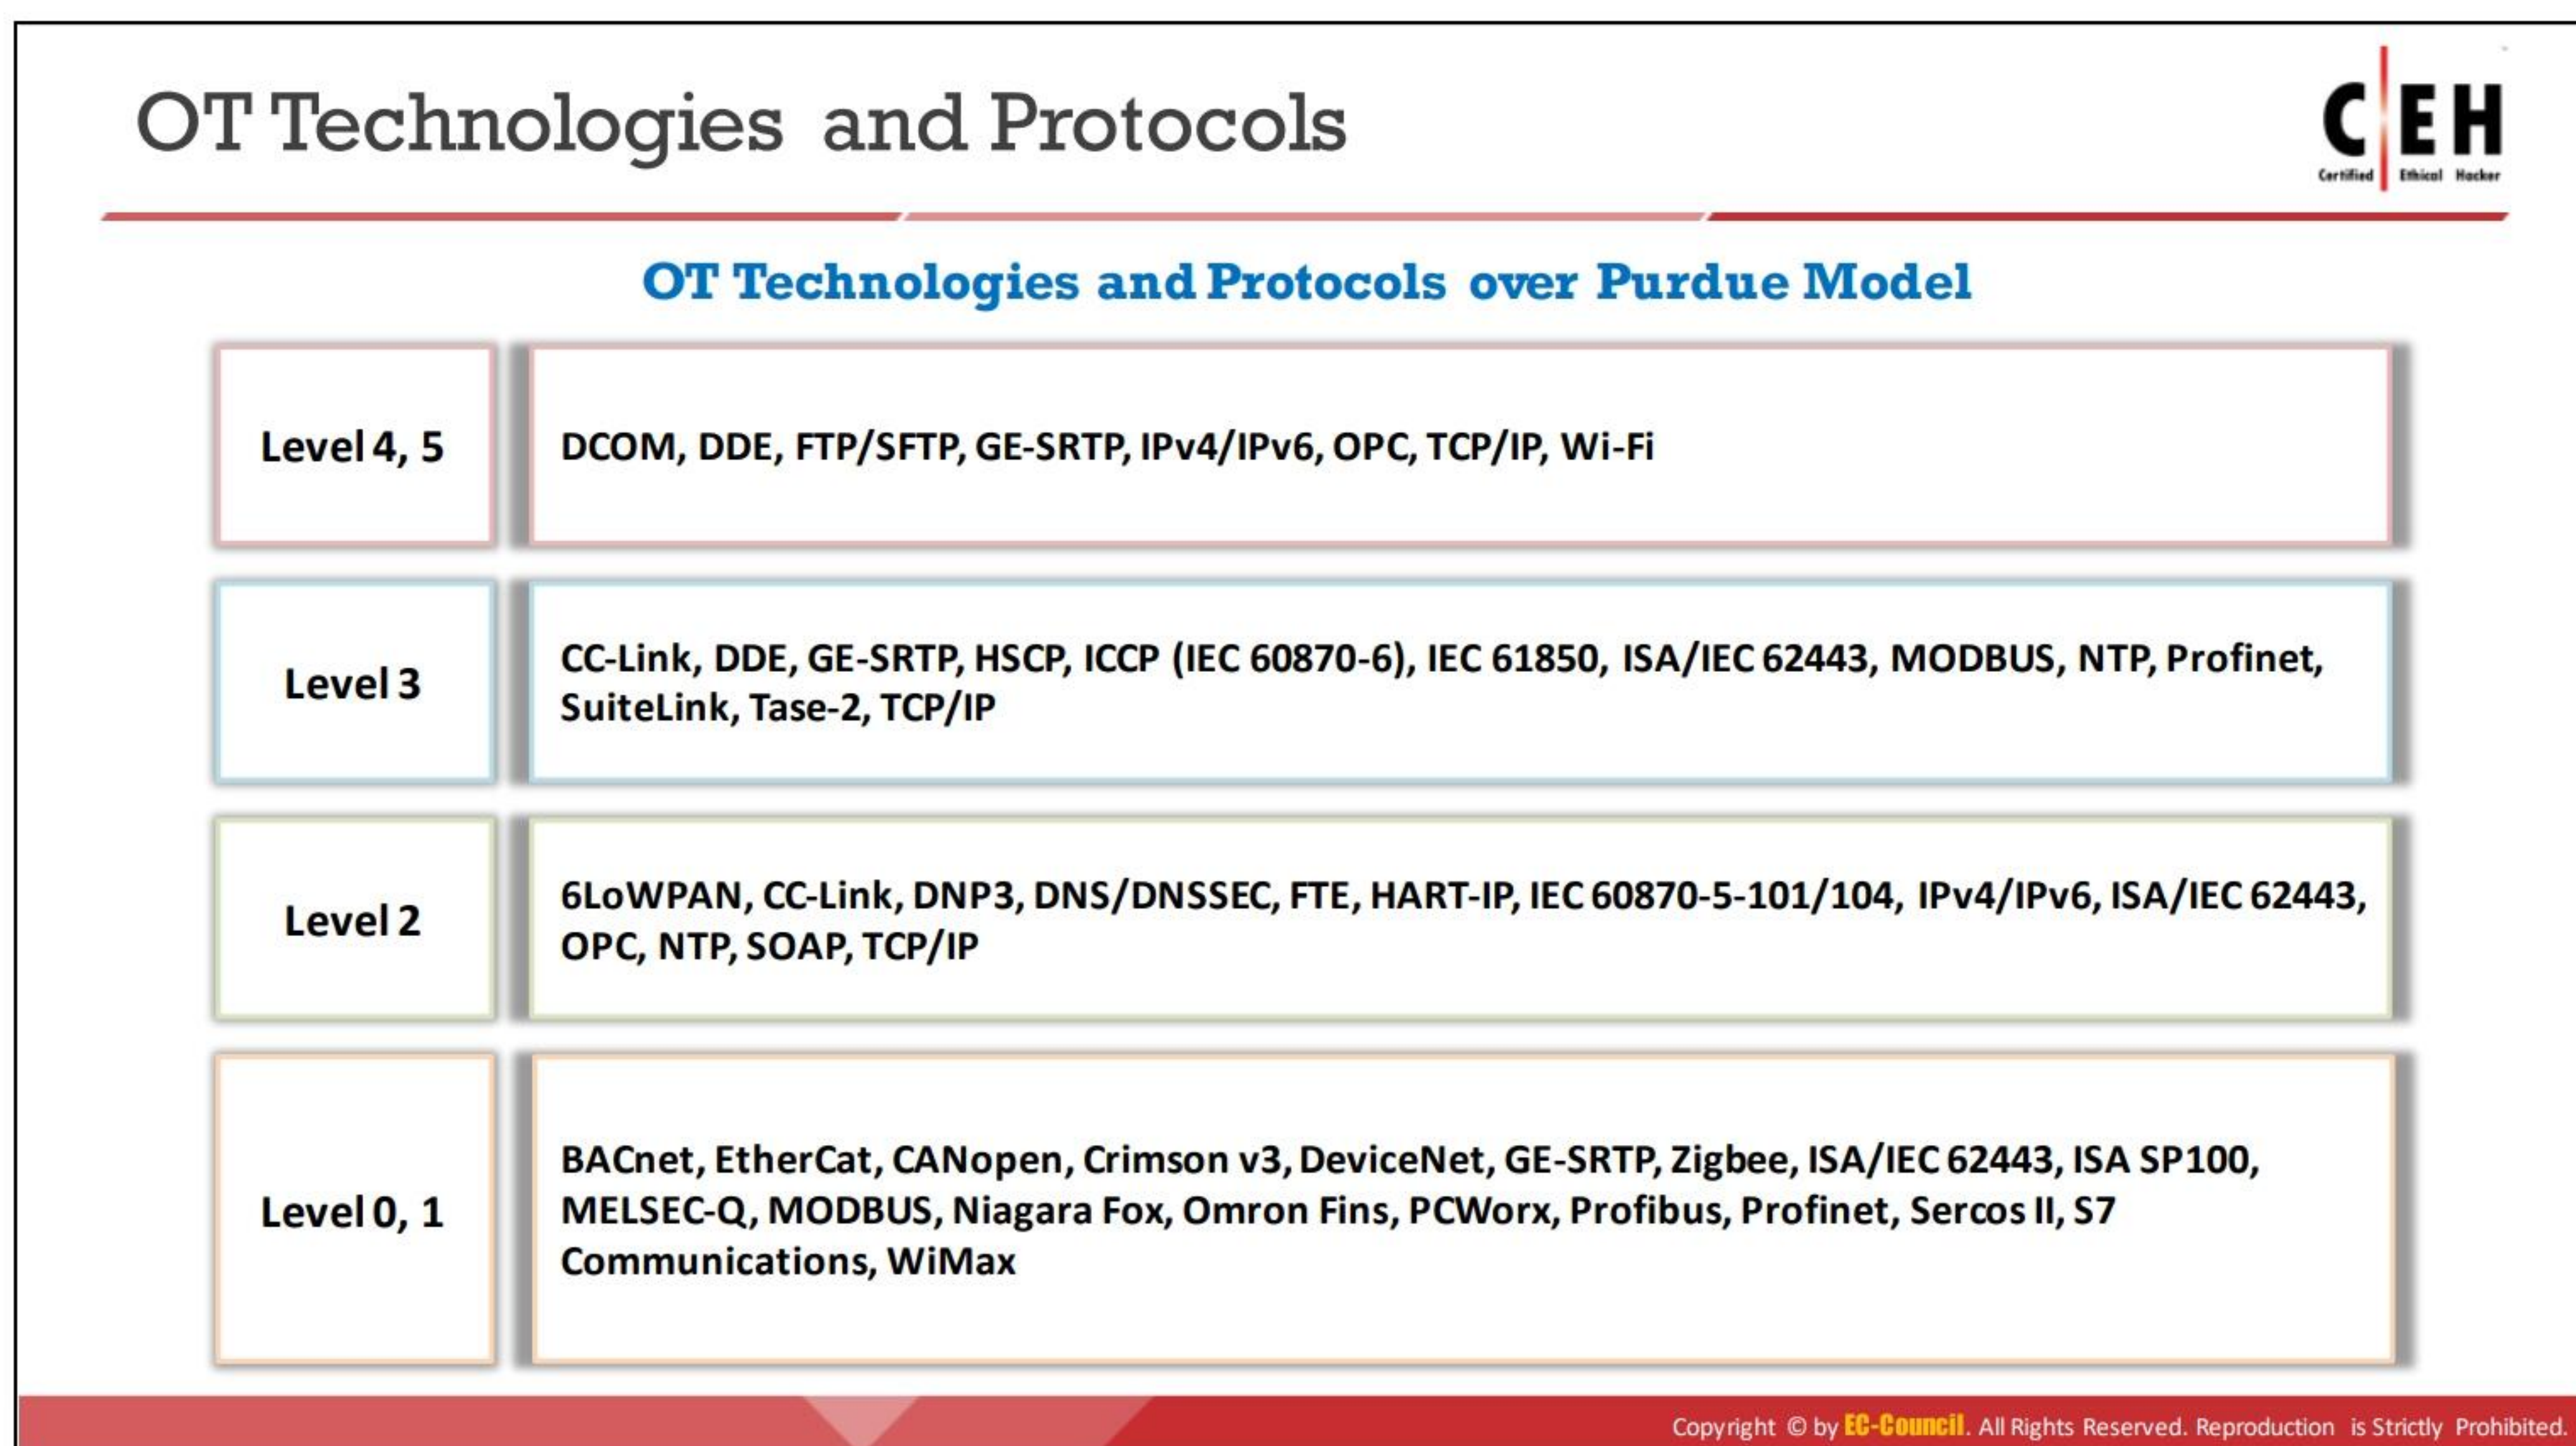 OT Technologies and Protocols
C|EH
Certified Ethical Hacker
OT Technologies and Protocols over Purdue Model
Level 4, 5
DCOM, DDE, FTP/SFTP, GE-SRTP, IPv4/IPv6, OPC, TCP/IP, Wi-Fi
Level 3
CC-Link, DDE, GE-SRTP, HSCP, ICCP (IEC 60870-6), IEC 61850, ISA/IEC 62443, MODBUS, NTP, Profinet,
SuiteLink, Tase-2, TCP/IP
Level 2
6LoWPAN, CC-Link, DNP3, DNS/DNSSEC, FTE, HART-IP, IEC 60870-5-101/104, IPv4/IPv6, ISA/IEC 62443,
OPC, NTP, SOAP, TCP/IP
Level 0, 1
BACnet, EtherCat, CANopen, Crimson v3, DeviceNet, GE-SRTP, Zigbee, ISA/IEC 62443, ISA SP100,
MELSEC-Q, MODBUS, Niagara Fox, Omron Fins, PCWorx, Profibus, Profinet, Sercos II, S7
Communications, WiMax
Copyright © by EC-Council. All Rights Reserved. Reproduction is Strictly Prohibited.